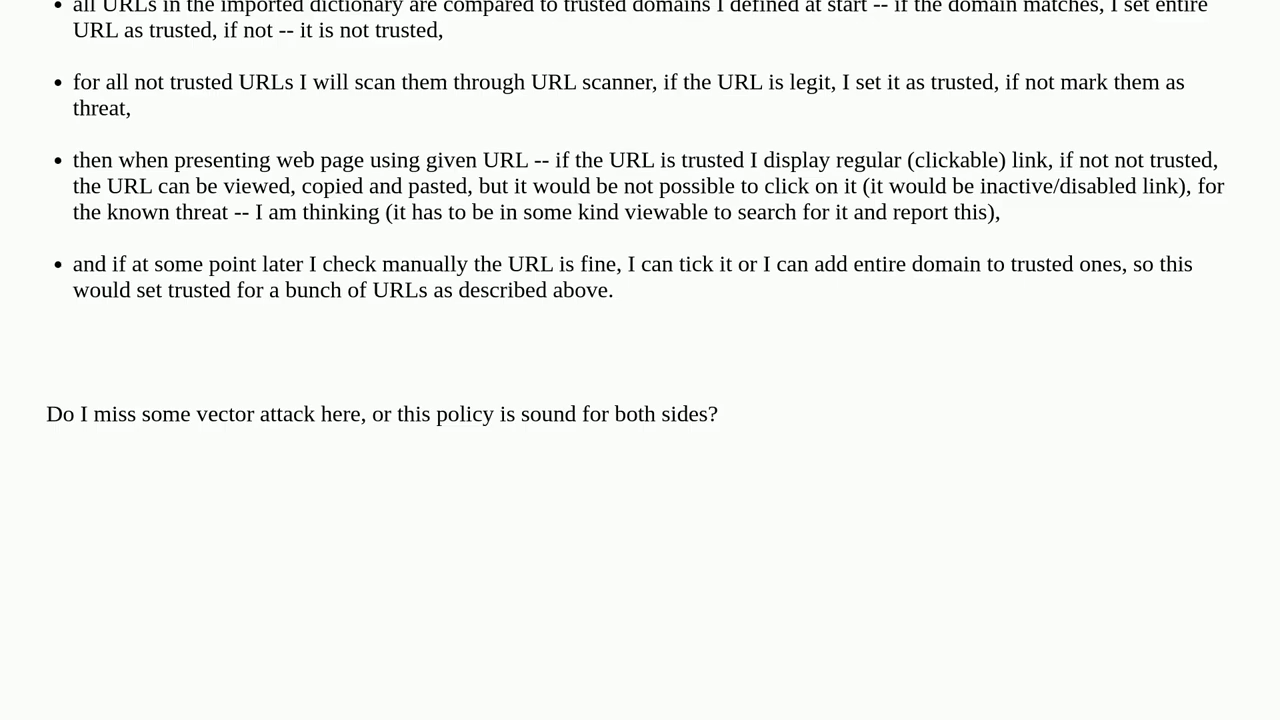 all URLs in the imported dictionary are compared to trusted domains I defined at start -- if the domain matches, I set entire
URL as trusted, if not -- it is not trusted,
for all not trusted URLs I will scan them through URL scanner, if the URL is legit, I set it as trusted, if not mark them as
threat,
then when presenting web page using given URL -- if the URL is trusted I display regular (clickable) link, if not not trusted,
the URL can be viewed, copied and pasted, but it would be not possible to click on it (it would be inactive/disabled link), for
the known threat -- I am thinking (it has to be in some kind viewable to search for it and report this),
and if at some point later I check manually the URL is fine, I can tick it or I can add entire domain to trusted ones, so this
would set trusted for a bunch of URLs as described above.
Do I miss some vector attack here, or this policy is sound for both sides?